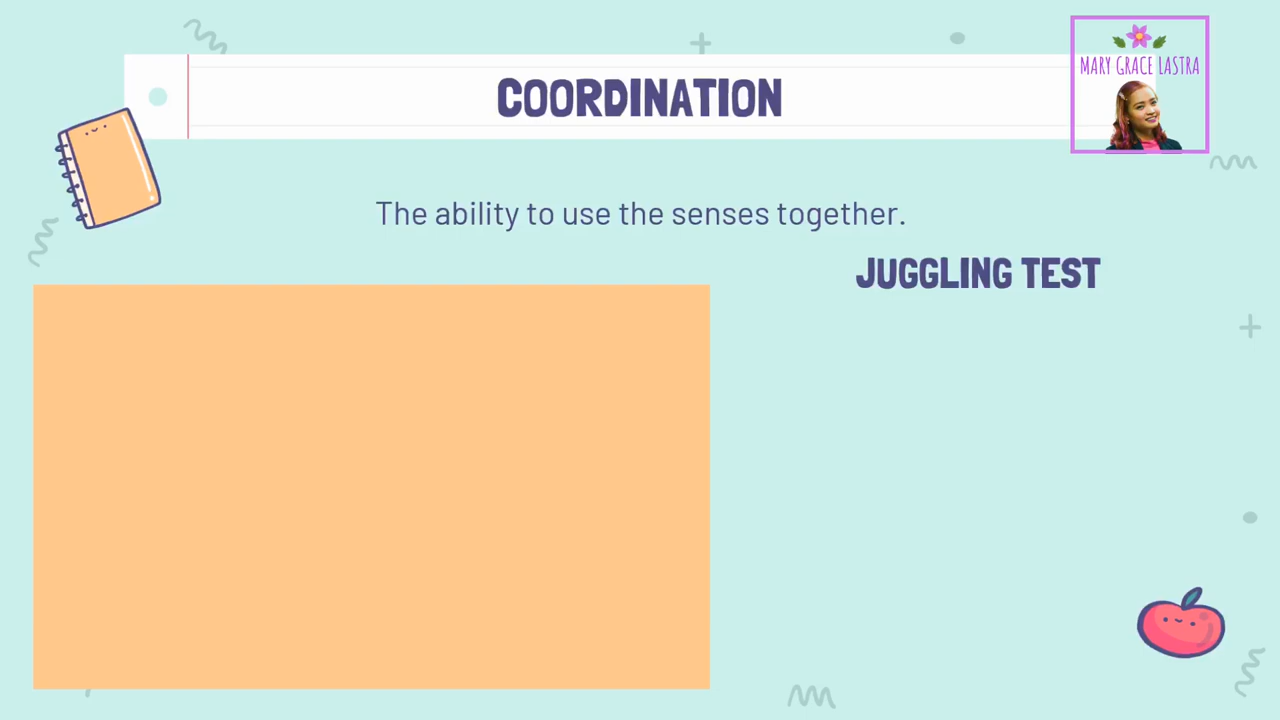 COORDINATION
MARY GRACE LASTRA
The ability to use the senses together.
JUGGLING TEST